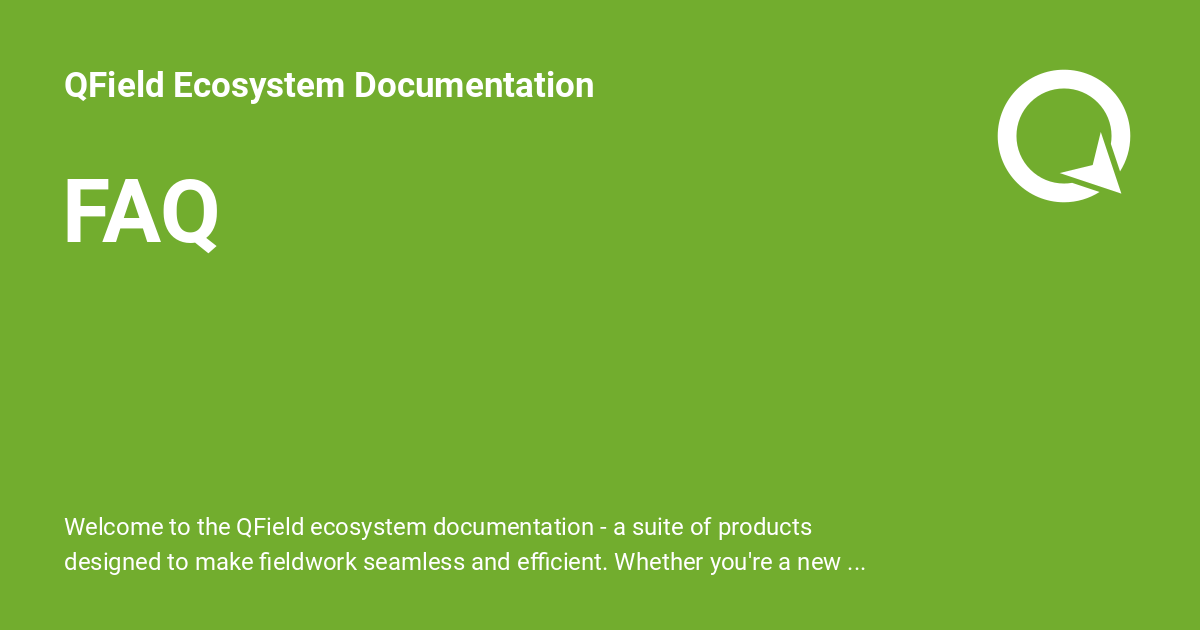 QField Ecosystem Documentation
FAQ
Welcome to the QField ecosystem documentation - a suite of products
designed to make fieldwork seamless and efficient. Whether you're a new ...